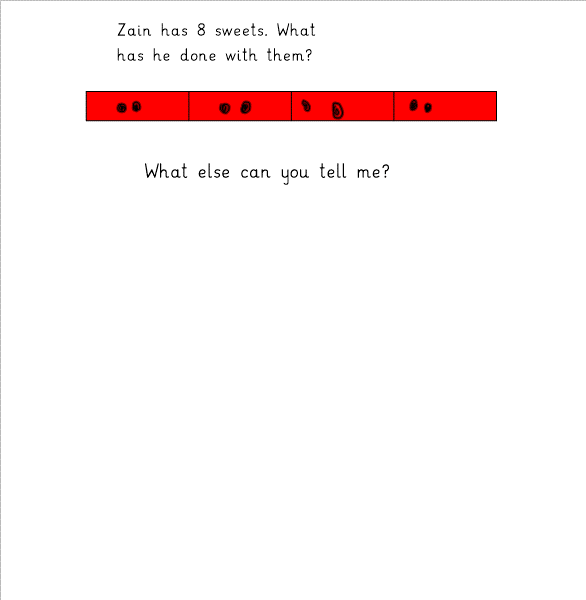 Zain has 8 sweets. What
has he done with them?
What else can you tell me?